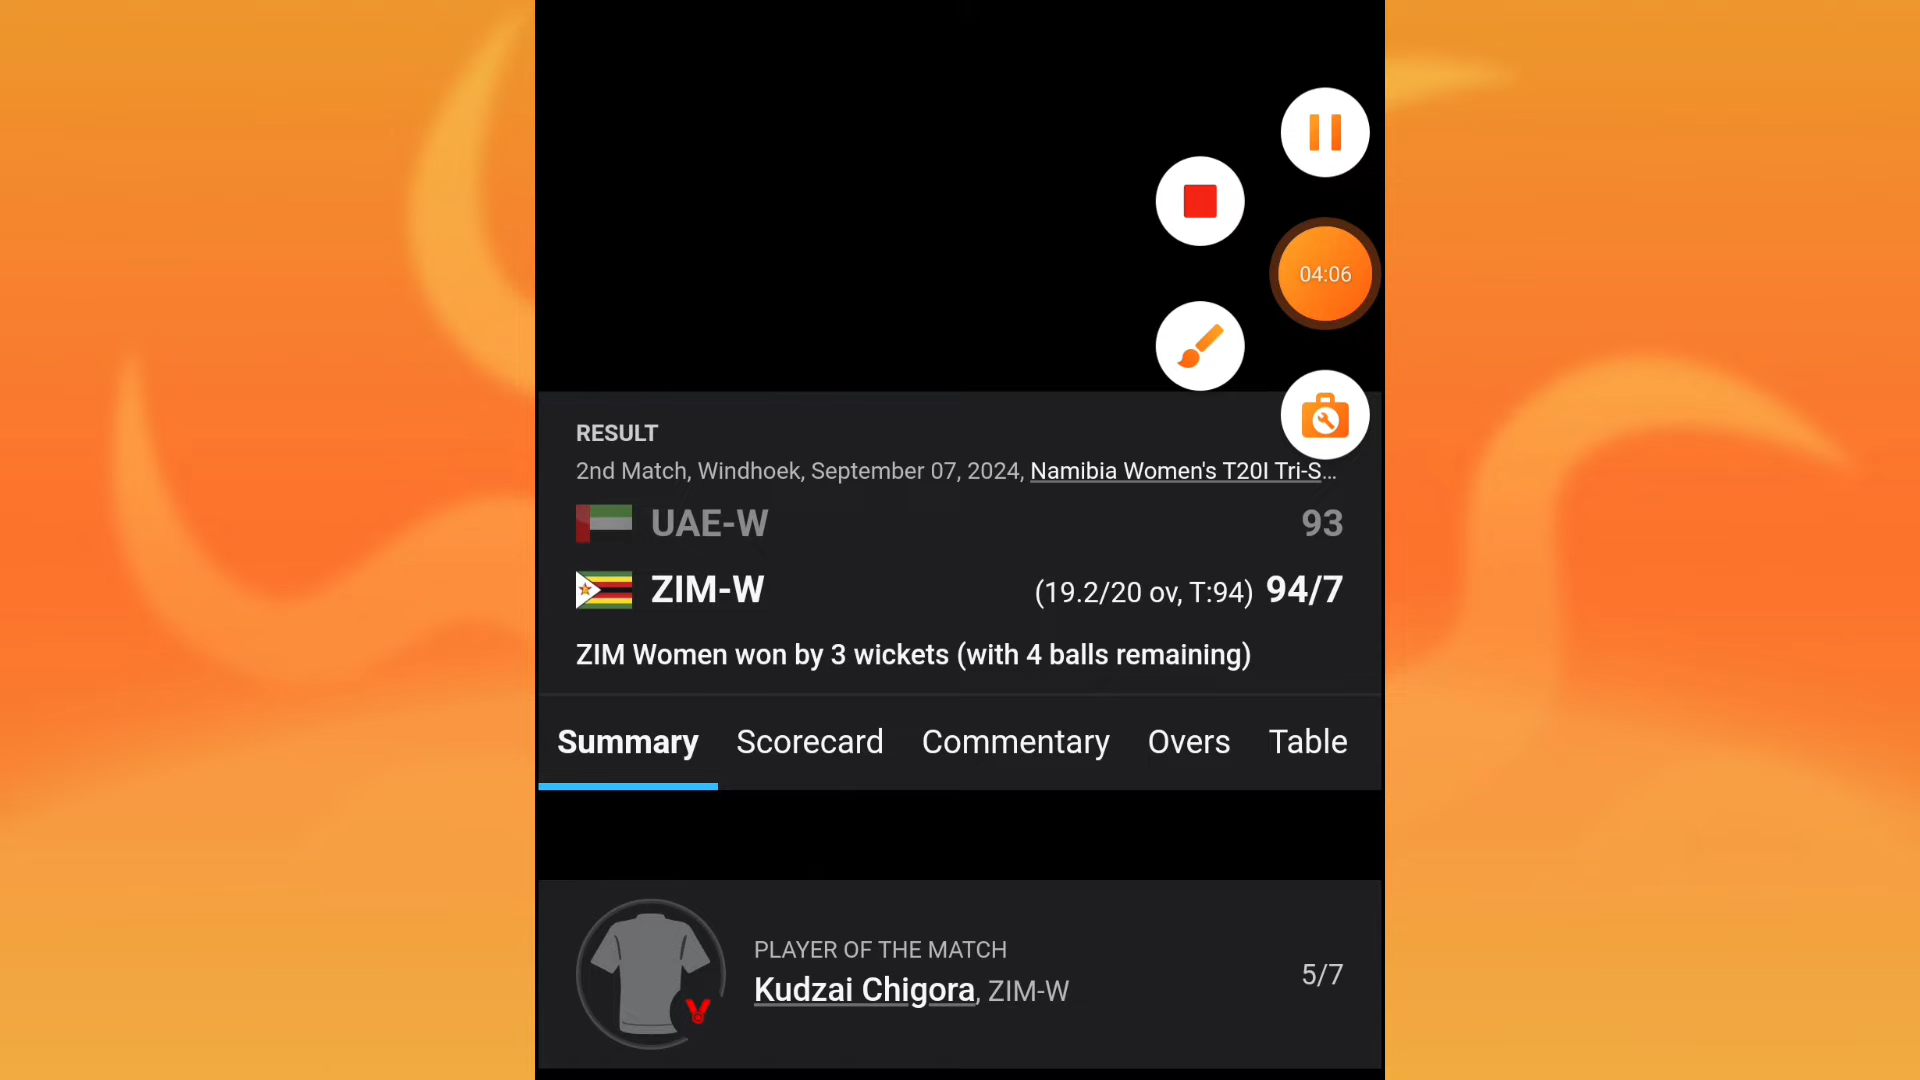 04:06
RESULT
2nd Match, Windhoek, September 07, 2024, Namibia Women's T20I Tri-S...
UAE-W 93
ZIM-W (19.2/20 ov, T:94) 94/7
ZIM Women won by 3 wickets (with 4 balls remaining)
Summary Scorecard Commentary Overs Table
PLAYER OF THE MATCH
Kudzai Chigora, ZIM-W 5/7